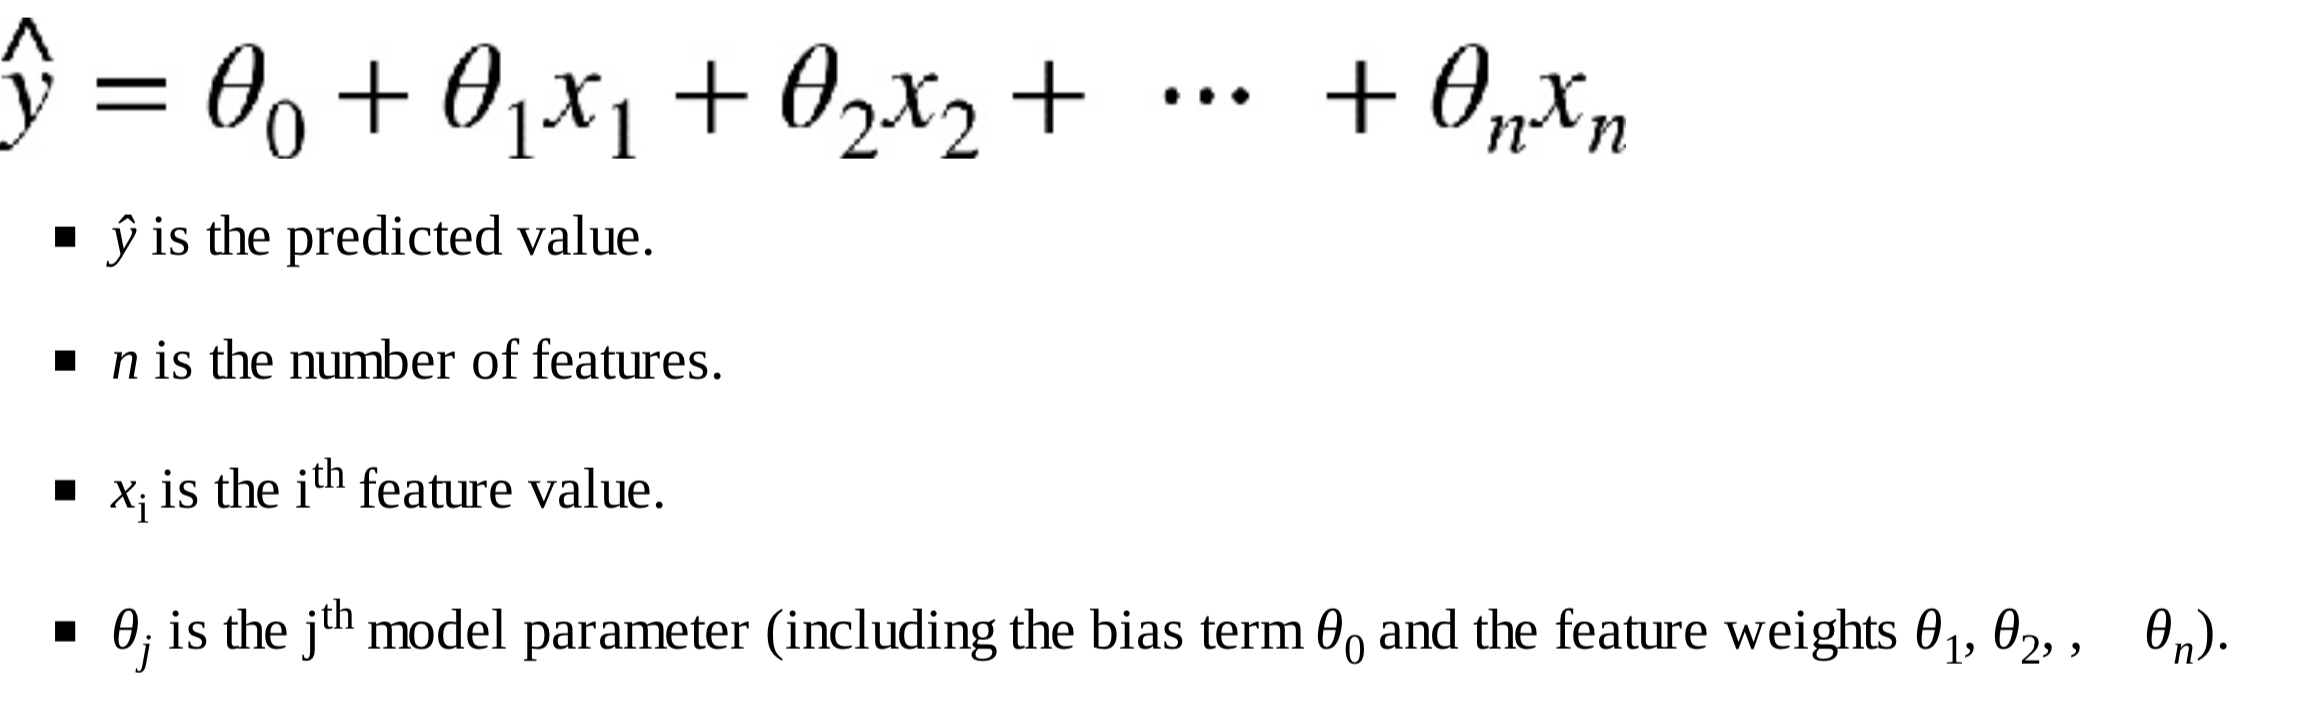 ŷ = θ₀ + θ₁x₁ + θ₂x₂ + ⋯ + θₙxₙ
▪ ŷ is the predicted value.
▪ n is the number of features.
▪ xᵢ is the iᵗʰ feature value.
▪ θⱼ is the jᵗʰ model parameter (including the bias term θ₀ and the feature weights θ₁, θ₂, , θₙ).